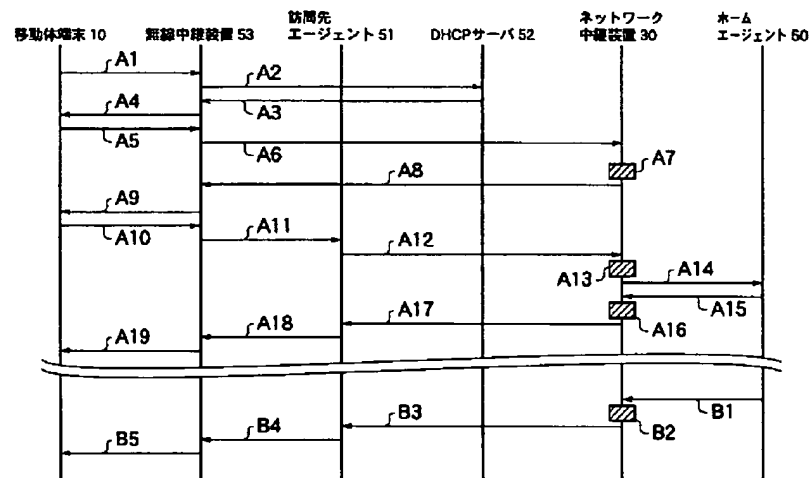 移動体端末 10
無線中継装置 53
訪問先
エージェント 51
DHCPサーバ 52
ネットワーク
中継装置 30
ホーム
エージェント 50
A1
A2
A4
A3
A5
A6
A7
A8
A9
A10
A11
A12
A13
A14
A15
A17
A18
A16
A19
B1
B3
B4
B2
B5